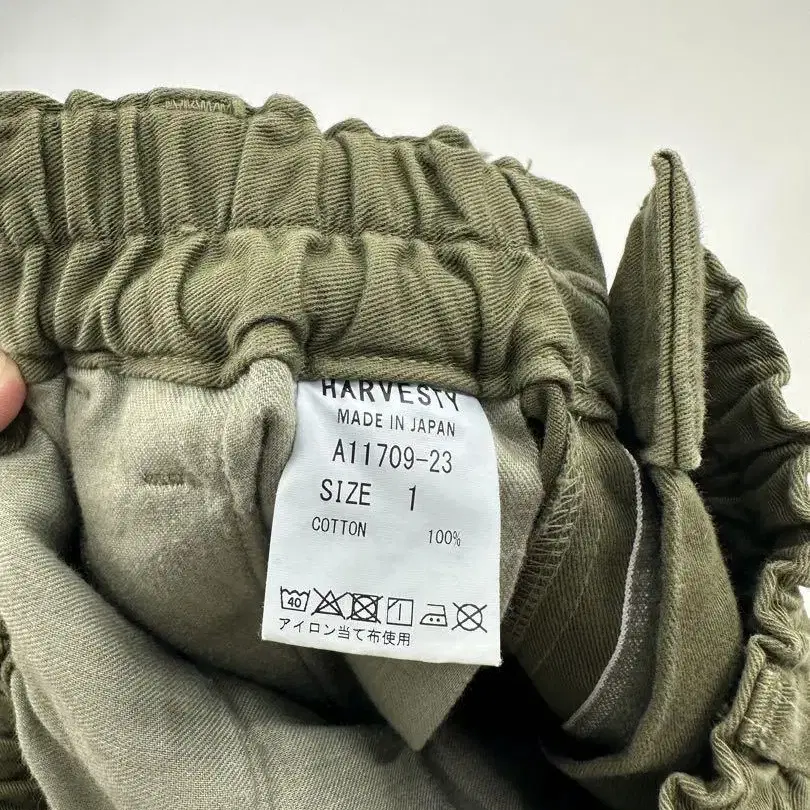 HARVESTY
MADE IN JAPAN
A11709-23
SIZE 1
COTTON 100%
40
アイロン当て布使用